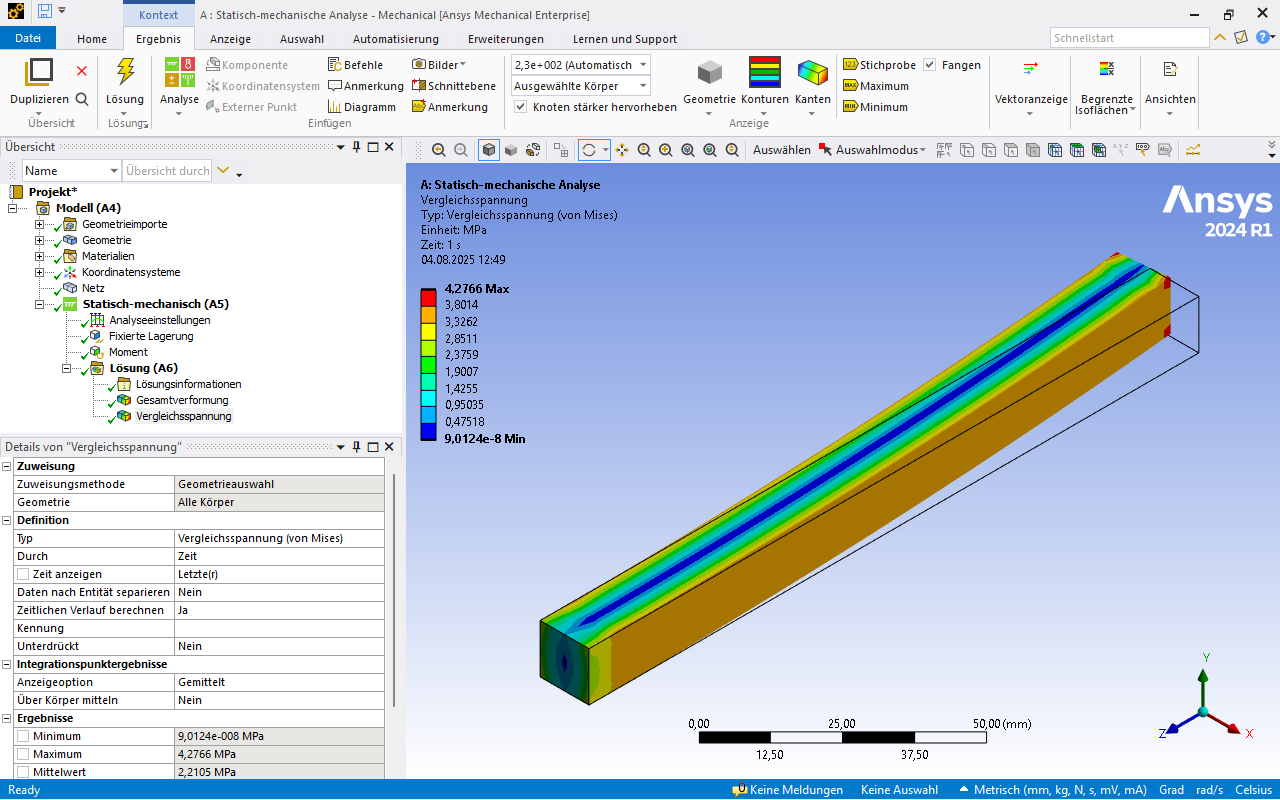 Kontext
A : Statisch-mechanische Analyse - Mechanical [Ansys Mechanical Enterprise]
Datei Home Ergebnis Anzeige Auswahl Automatisierung Erweiterungen Lernen und Support Schnellstart
Duplizieren
Übersicht
Lösung
Lösung
Analyse
Komponente
Koordinatensystem
Externer Punkt
Befehle
Anmerkung
Diagramm
Bilder
Schnittebene
Anmerkung
Einfügen
2,3e+002 (Automatisch
Ausgewählte Körper
Knoten stärker hervorheben
Geometrie
Konturen
Kanten
Anzeige
Stichprobe
Maximum
Minimum
Fangen
Vektoranzeige
Begrenzte
Isoflächen
Ansichten
Übersicht
Name
Übersicht durch
Auswählen Auswahlmodus
Projekt*
Modell (A4)
Geometrieimporte
Geometrie
Materialien
Koordinatensysteme
Netz
Statisch-mechanisch (A5)
Analyseeinstellungen
Fixierte Lagerung
Moment
Lösung (A6)
Lösungsinformationen
Gesamtverformung
Vergleichsspannung
Details von "Vergleichsspannung"
Zuweisung
Zuweisungsmethode Geometrieauswahl
Geometrie Alle Körper
Definition
Typ Vergleichsspannung (von Mises)
Durch Zeit
Zeit anzeigen Letzte(r)
Daten nach Entität separieren Nein
Zeitlichen Verlauf berechnen Ja
Kennung
Unterdrückt Nein
Integrationspunktergebnisse
Anzeigeoption Gemittelt
Über Körper mitteln Nein
Ergebnisse
Minimum 9,0124e-008 MPa
Maximum 4,2766 MPa
Mittelwert 2,2105 MPa
A: Statisch-mechanische Analyse
Vergleichsspannung
Typ: Vergleichsspannung (von Mises)
Einheit: MPa
Zeit: 1 s
04.08.2025 12:49
4,2766 Max
3,8014
3,3262
2,8511
2,3759
1,9007
1,4255
0,95035
0,47518
9,0124e-8 Min
Ansys
2024 R1
0,00 25,00 50,00 (mm)
12,50 37,50
Y
Z
X
Ready
0 Keine Meldungen Keine Auswahl Metrisch (mm, kg, N, s, mV, mA) Grad rad/s Celsius